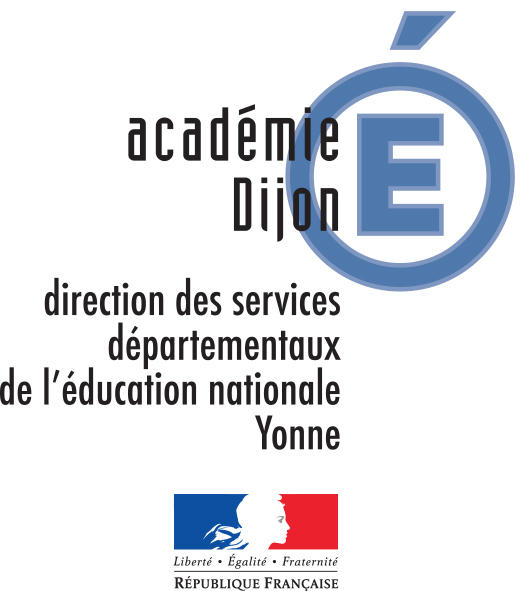 É
académie
Dijon
direction des services
départementaux
de l'éducation nationale
Yonne
Liberté • Égalité • Fraternité
RÉPUBLIQUE FRANÇAISE